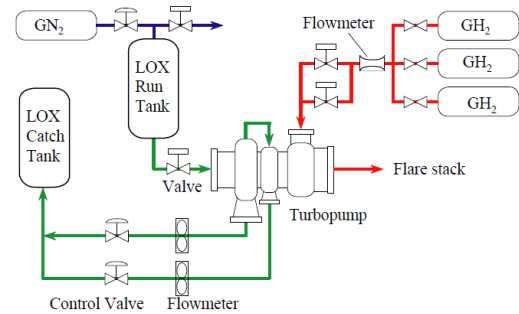 GN₂
Flowmeter
GH₂
GH₂
GH₂
LOX
Run
Tank
LOX
Catch
Tank
Valve
Flare stack
Turbopump
Control Valve
Flowmeter